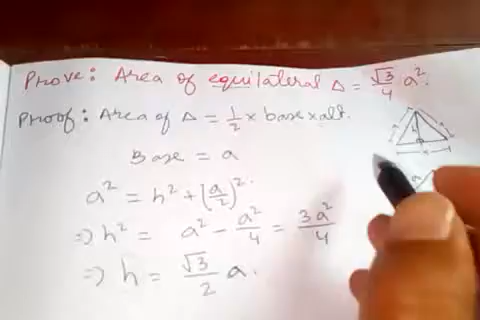 Prove: Area of equilateral Δ = √3/4 a².
Proof: Area of Δ = 1/2 × base × alt.
Base = a
a² = h² + (a/2)².
⇒ h² = a² - a²/4 = 3a²/4
⇒ h = √3/2 a.